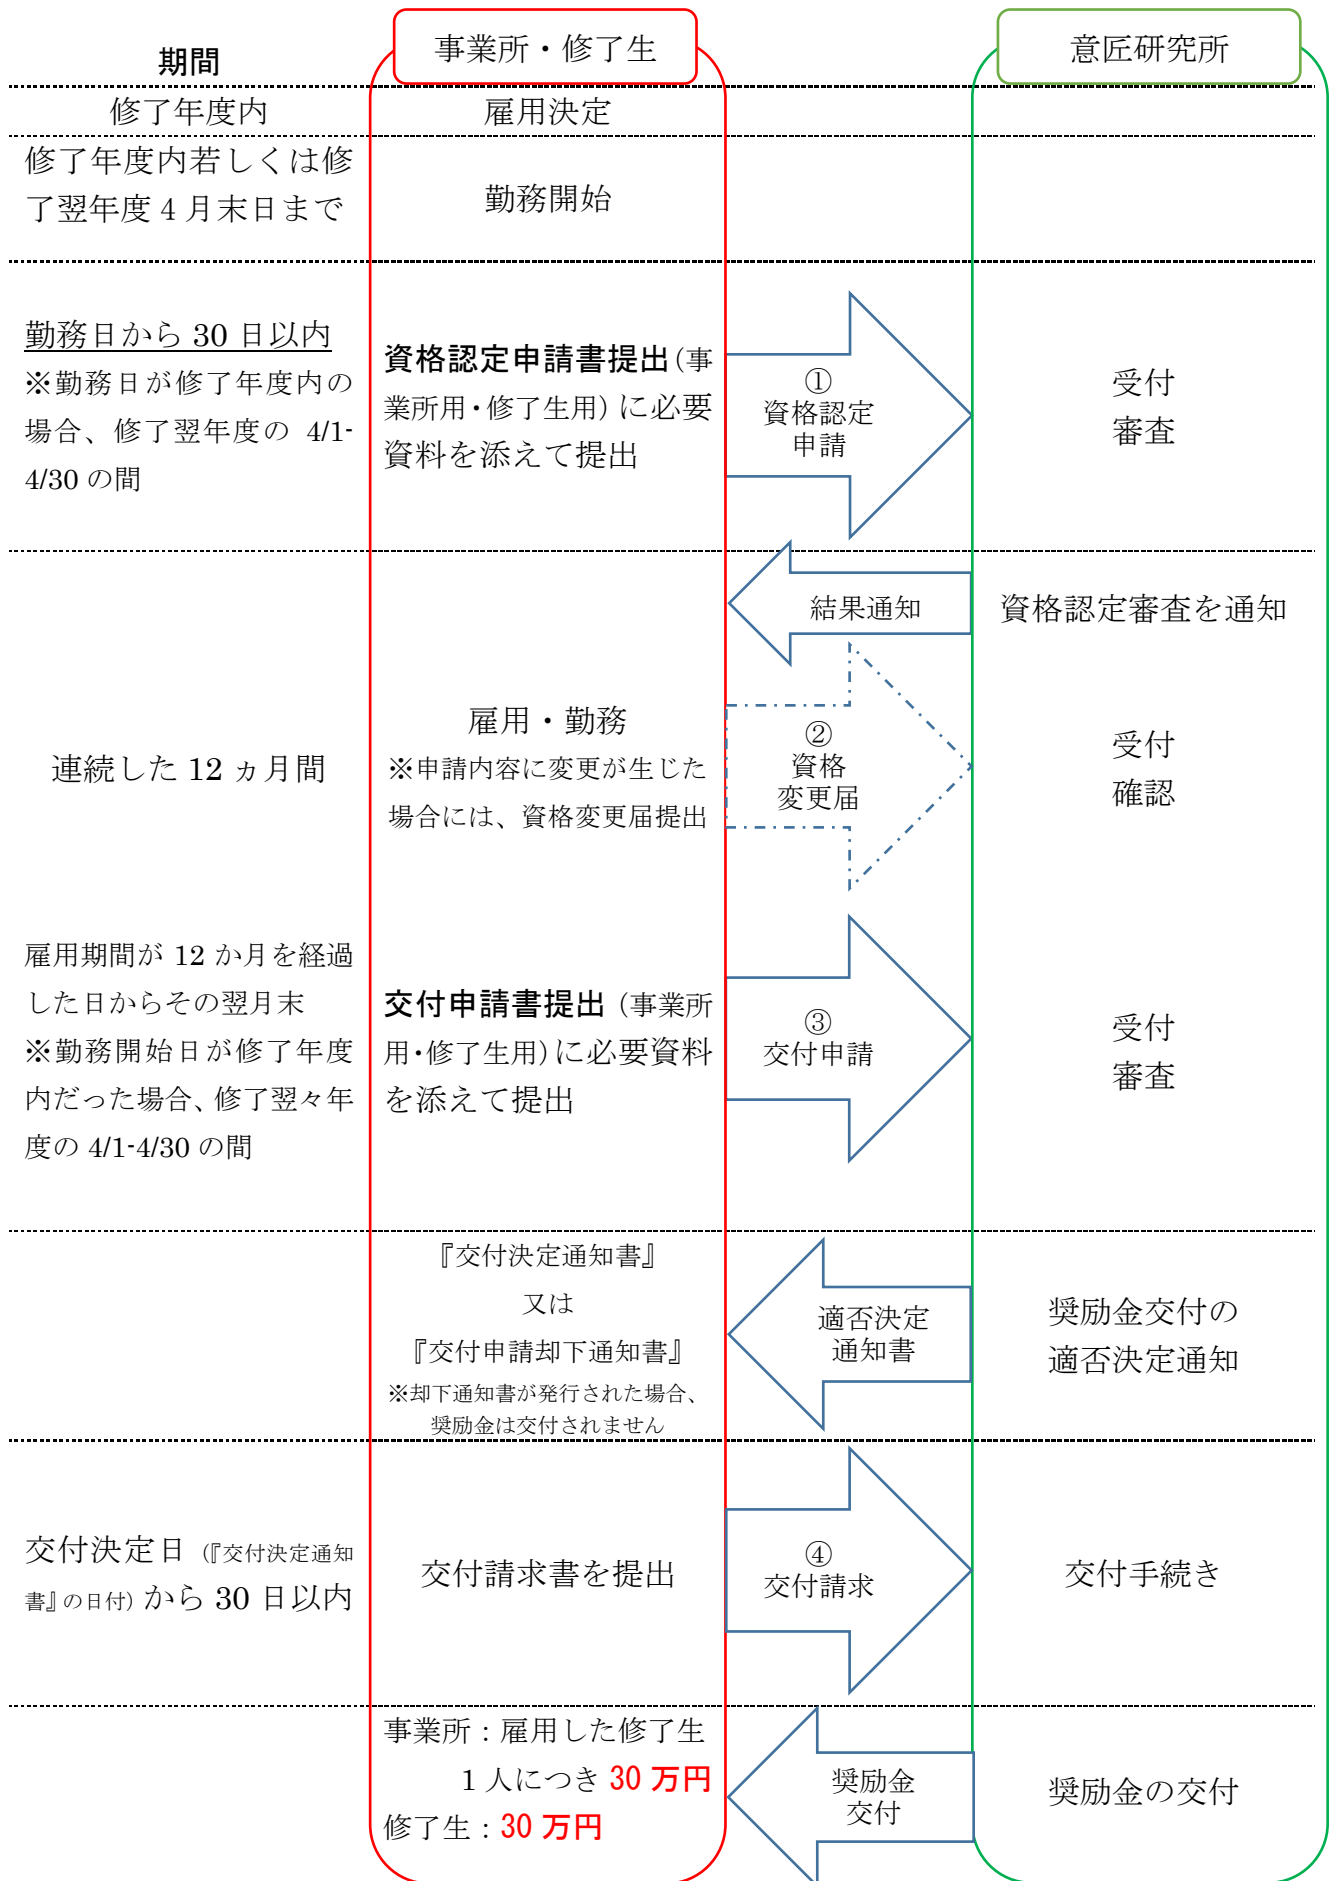 期間
事業所・修了生
意匠研究所
修了年度内
雇用決定
修了年度内若しくは修
了翌年度 4 月末日まで
勤務開始
勤務日から 30 日以内
※勤務日が修了年度内の
場合、修了翌年度の 4/1-
4/30 の間
資格認定申請書提出(事
業所用・修了生用)に必要
資料を添えて提出
①
資格認定
申請
受付
審査
結果通知
資格認定審査を通知
連続した 12 ヵ月間
雇用・勤務
※申請内容に変更が生じた
場合には、資格変更届提出
②
資格
変更届
受付
確認
雇用期間が 12 か月を経過
した日からその翌月末
※勤務開始日が修了年度
内だった場合、修了翌々年
度の 4/1-4/30 の間
交付申請書提出(事業所
用・修了生用)に必要資料
を添えて提出
③
交付申請
受付
審査
『交付決定通知書』
又は
『交付申請却下通知書』
※却下通知書が発行された場合、
奨励金は交付されません
適否決定
通知書
奨励金交付の
適否決定通知
交付決定日(『交付決定通知
書』の日付)から 30 日以内
交付請求書を提出
④
交付請求
交付手続き
事業所:雇用した修了生
1 人につき 30 万円
修了生:30 万円
奨励金
交付
奨励金の交付